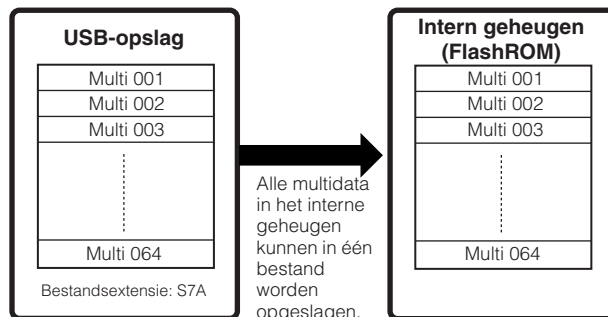 USB-opslag
Multi 001
Multi 002
Multi 003
Multi 064
Bestandsextensie: S7A
Alle multidata
in het interne
geheugen
kunnen in één
bestand
worden
opgeslagen.
Intern geheugen
(FlashROM)
Multi 001
Multi 002
Multi 003
Multi 064